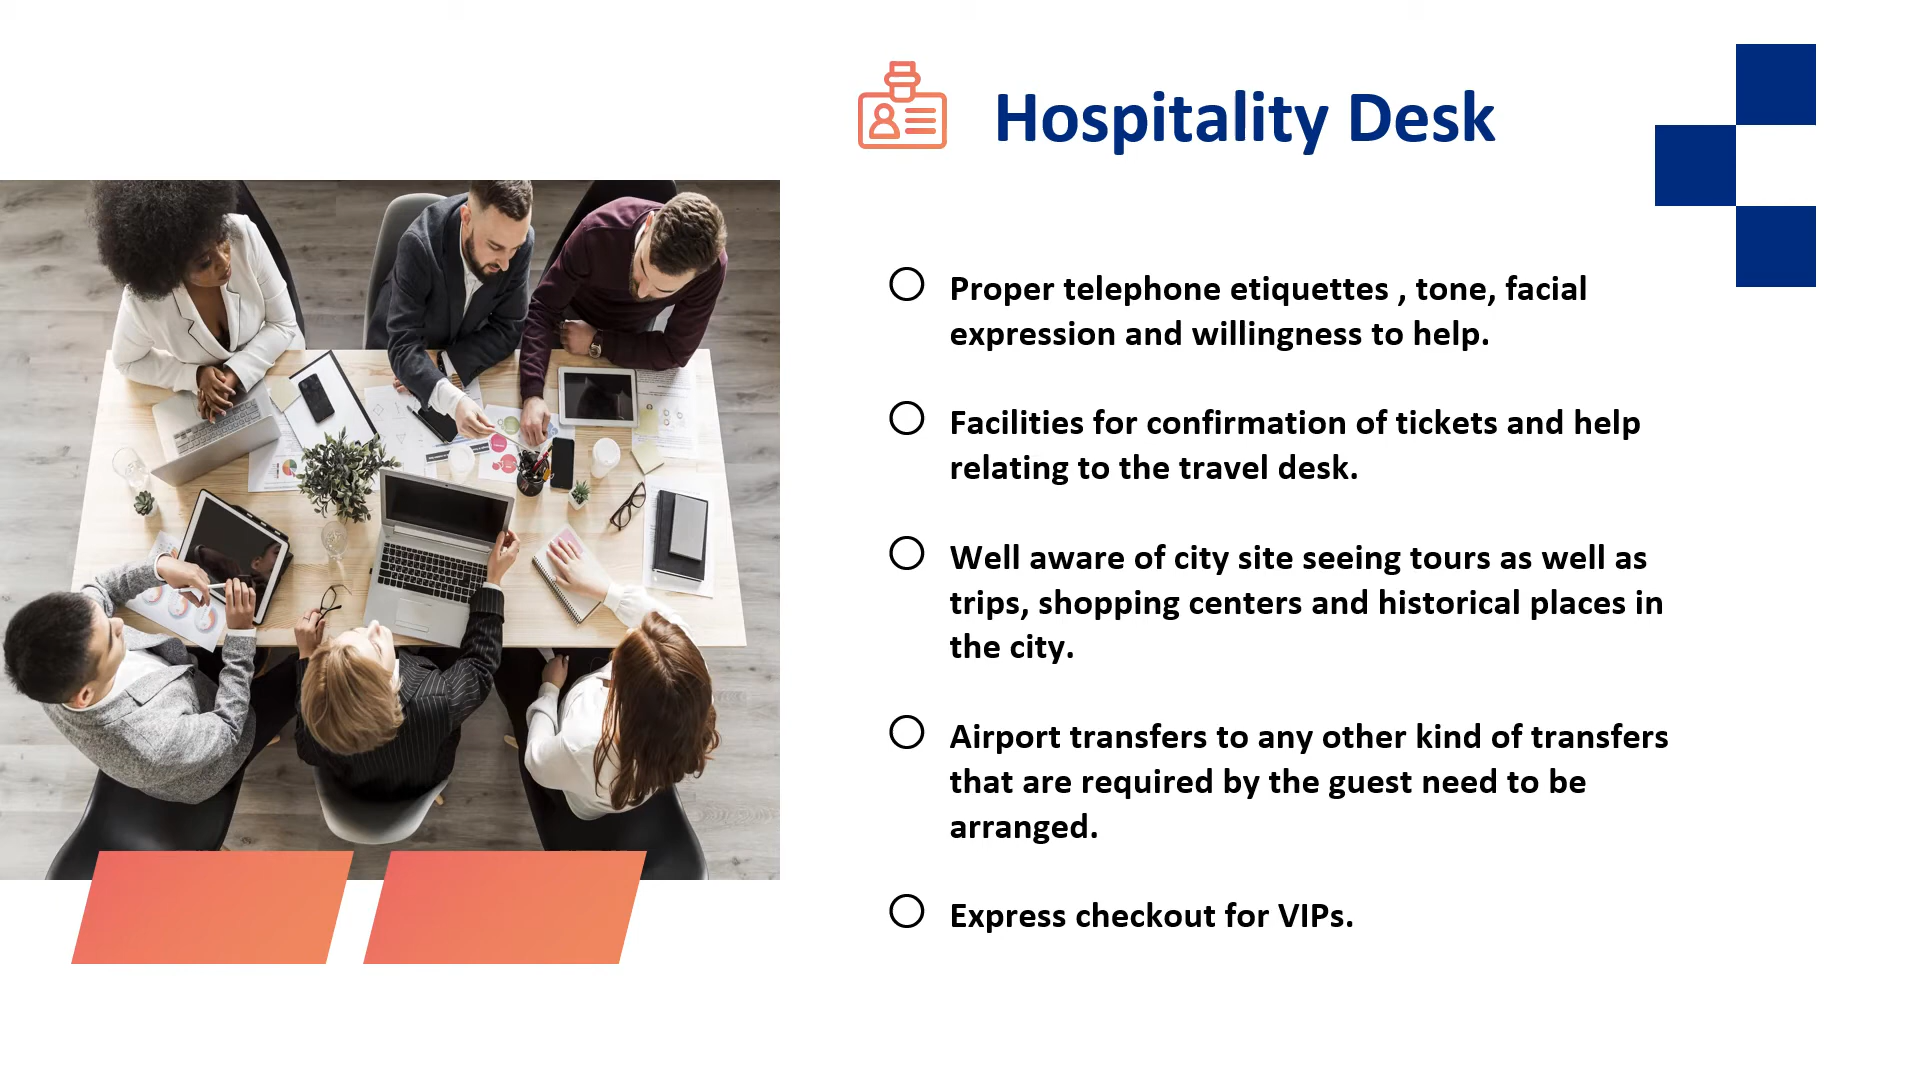 Hospitality Desk
Proper telephone etiquettes , tone, facial
expression and willingness to help.
Facilities for confirmation of tickets and help
relating to the travel desk.
Well aware of city site seeing tours as well as
trips, shopping centers and historical places in
the city.
Airport transfers to any other kind of transfers
that are required by the guest need to be
arranged.
Express checkout for VIPs.